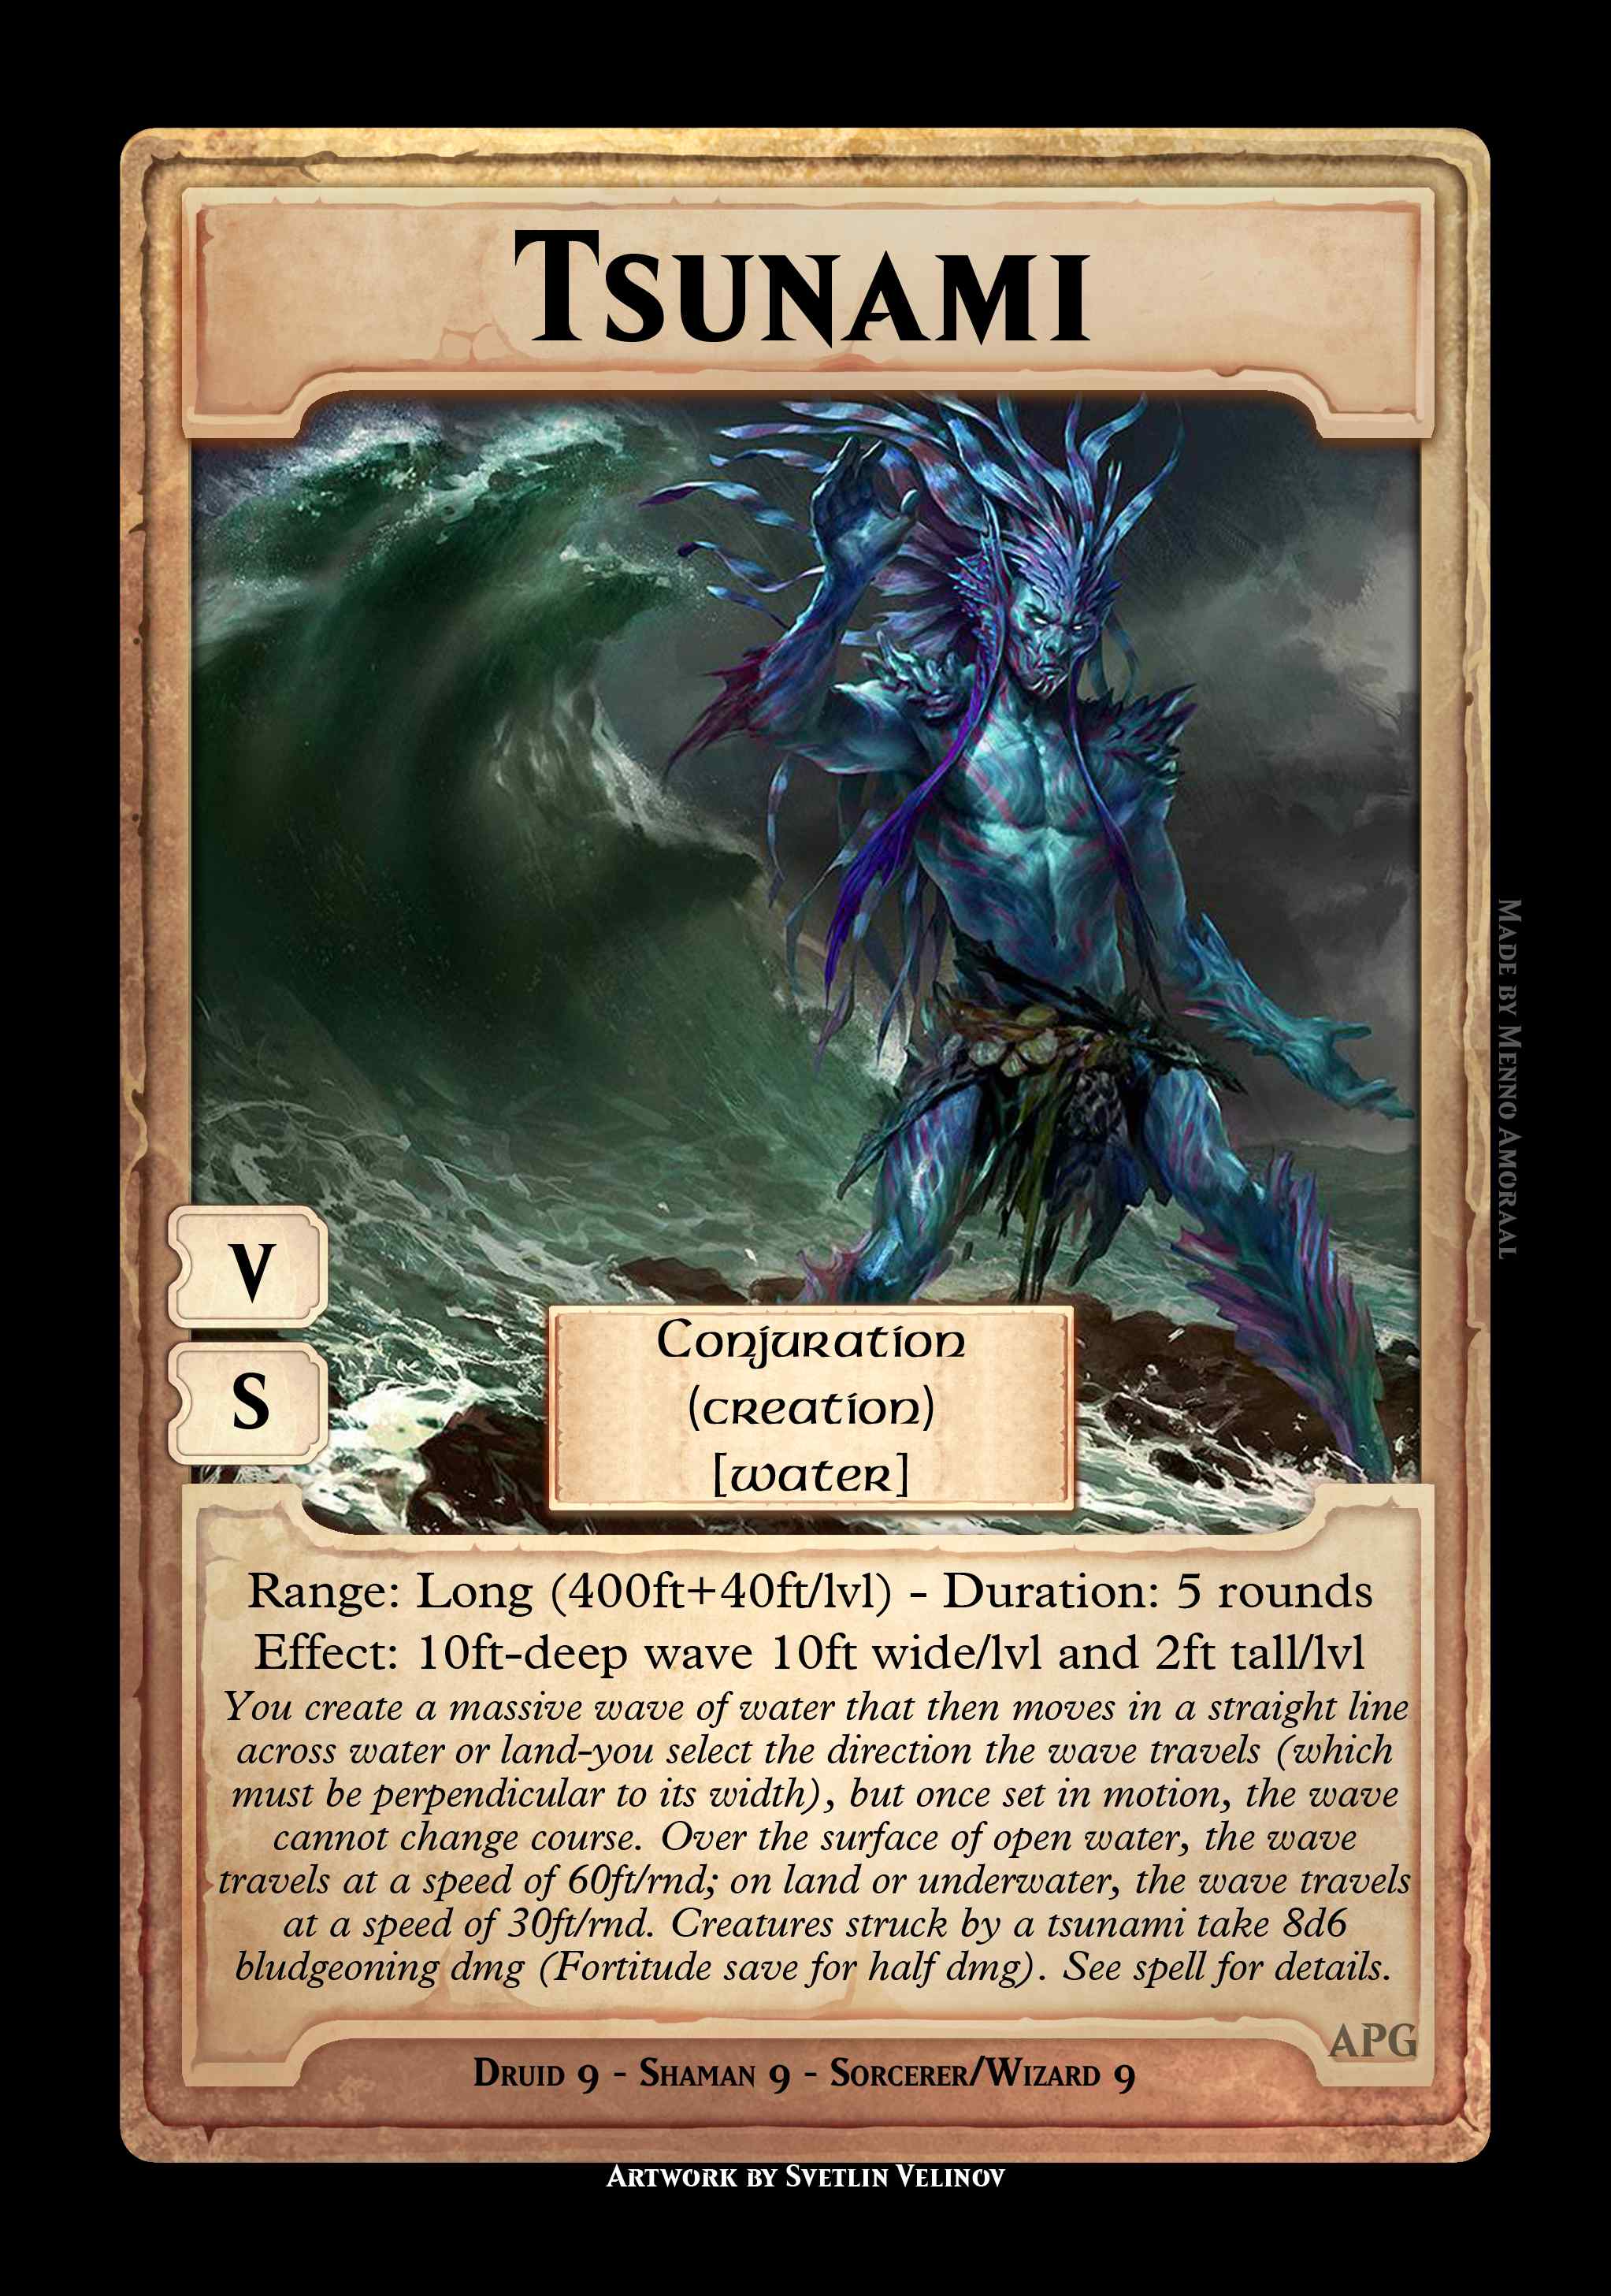 Tsunami
V
S
Conjuration
(creation)
[water]
Range: Long (400ft+40ft/lvl) - Duration: 5 rounds
Effect: 10ft-deep wave 10ft wide/lvl and 2ft tall/lvl
You create a massive wave of water that then moves in a straight line
across water or land-you select the direction the wave travels (which
must be perpendicular to its width), but once set in motion, the wave
cannot change course. Over the surface of open water, the wave
travels at a speed of 60ft/rnd; on land or underwater, the wave travels
at a speed of 30ft/rnd. Creatures struck by a tsunami take 8d6
bludgeoning dmg (Fortitude save for half dmg). See spell for details.
APG
Druid 9 - Shaman 9 - Sorcerer/Wizard 9
Artwork by Svetlin Velinov
Made by Menno Amoraal